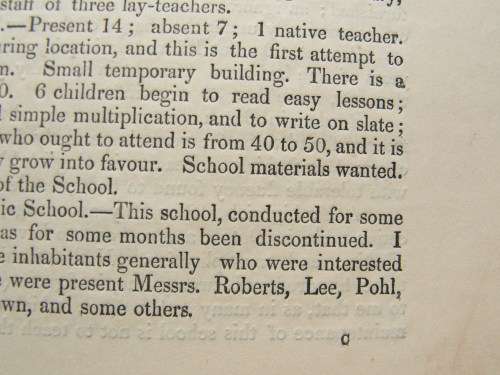 staff of three lay-teachers.
.—Present 14; absent 7; 1 native teacher.
ring location, and this is the first attempt to
n. Small temporary building. There is a
0. 6 children begin to read easy lessons;
simple multiplication, and to write on slate;
who ought to attend is from 40 to 50, and it is
grow into favour. School materials wanted.
of the School.
ic School.—This school, conducted for some
as for some months been discontinued. I
e inhabitants generally who were interested
e were present Messrs. Roberts, Lee, Pohl,
wn, and some others.
C